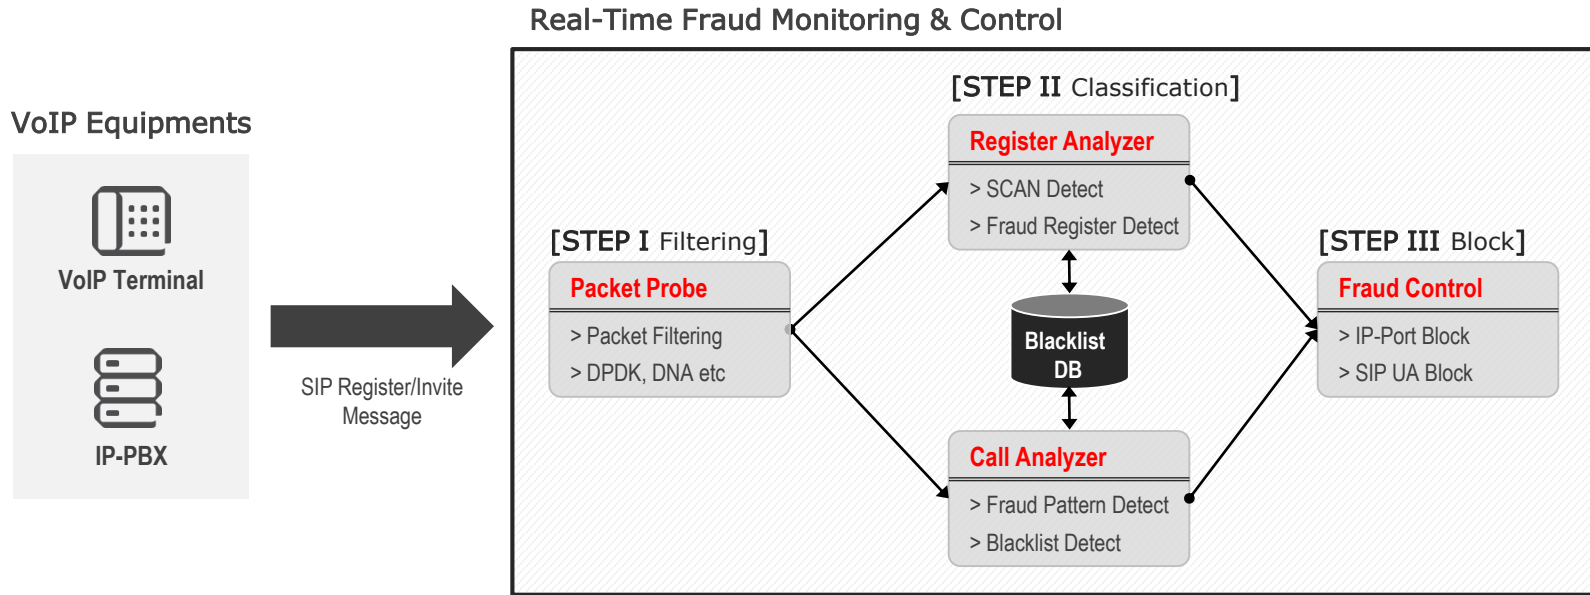 Real-Time Fraud Monitoring & Control
VoIP Equipments
VoIP Terminal
IP-PBX
SIP Register/Invite
Message
[STEP I Filtering]
Packet Probe
> Packet Filtering
> DPDK, DNA etc
[STEP II Classification]
Register Analyzer
> SCAN Detect
> Fraud Register Detect
Blacklist
DB
Call Analyzer
> Fraud Pattern Detect
> Blacklist Detect
[STEP III Block]
Fraud Control
> IP-Port Block
> SIP UA Block